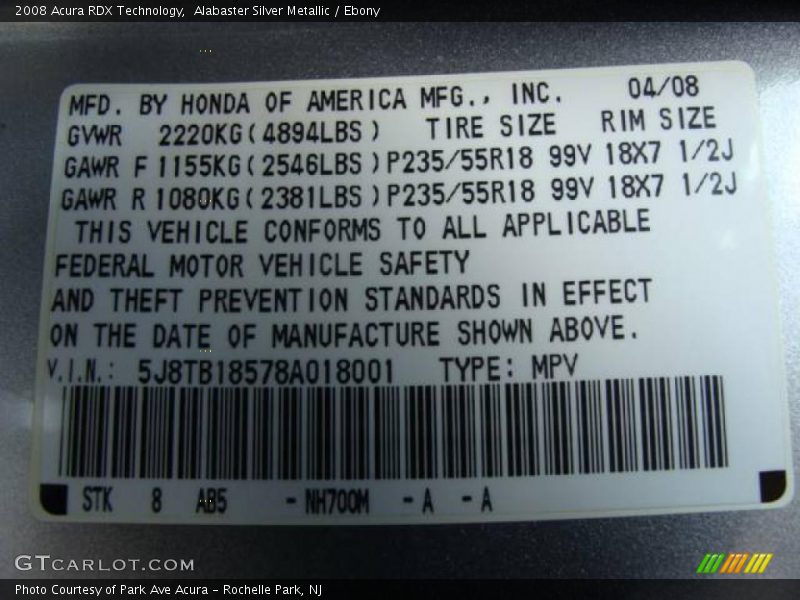 2008 Acura RDX Technology, Alabaster Silver Metallic / Ebony
MFD. BY HONDA OF AMERICA MFG., INC. 04/08
GVWR 2220KG(4894LBS) TIRE SIZE RIM SIZE
GAWR F 1155KG(2546LBS)P235/55R18 99V 18X7 1/2J
GAWR R 1080KG(2381LBS)P235/55R18 99V 18X7 1/2J
THIS VEHICLE CONFORMS TO ALL APPLICABLE
FEDERAL MOTOR VEHICLE SAFETY
AND THEFT PREVENTION STANDARDS IN EFFECT
ON THE DATE OF MANUFACTURE SHOWN ABOVE.
V.I.N.: 5J8TB18578A018001 TYPE: MPV
STK 8 AB5 - NH700M - A - A
GTCARLOT.COM
Photo Courtesy of Park Ave Acura - Rochelle Park, NJ